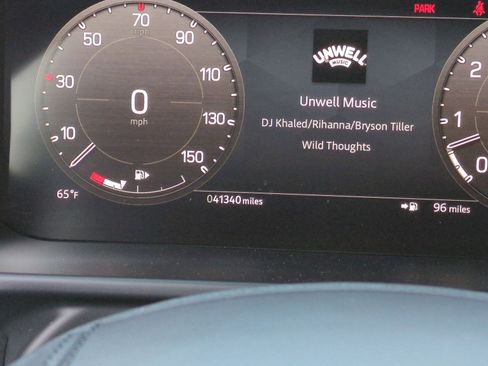 PARK
70
mph
50
90
30
110
10
130
150
0
mph
UNWELL
MUSIC
Unwell Music
DJ Khaled/Rihanna/Bryson Tiller
Wild Thoughts
2
1
0
65°F
041340 miles
96 miles